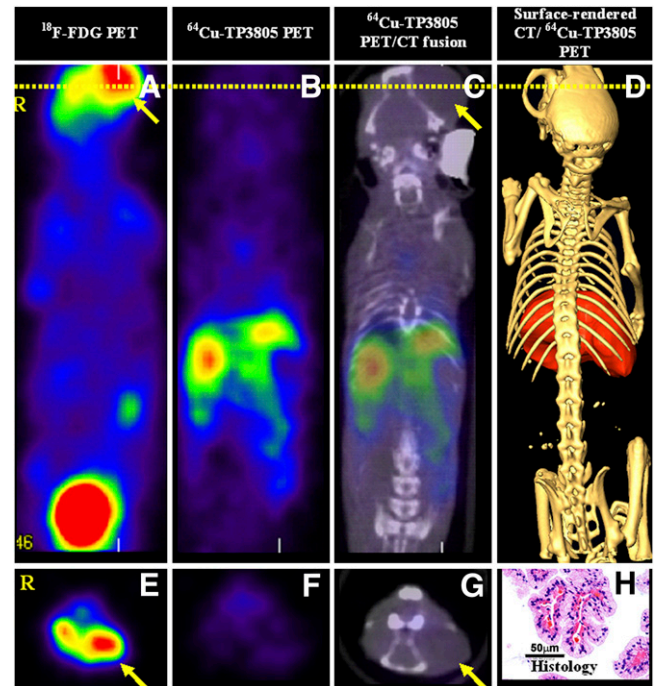 ¹⁸F-FDG PET
⁶⁴Cu-TP3805 PET
⁶⁴Cu-TP3805
PET/CT fusion
Surface-rendered
CT/ ⁶⁴Cu-TP3805
PET
R
A
B
C
D
46
R
E
F
G
H
50µm
Histology